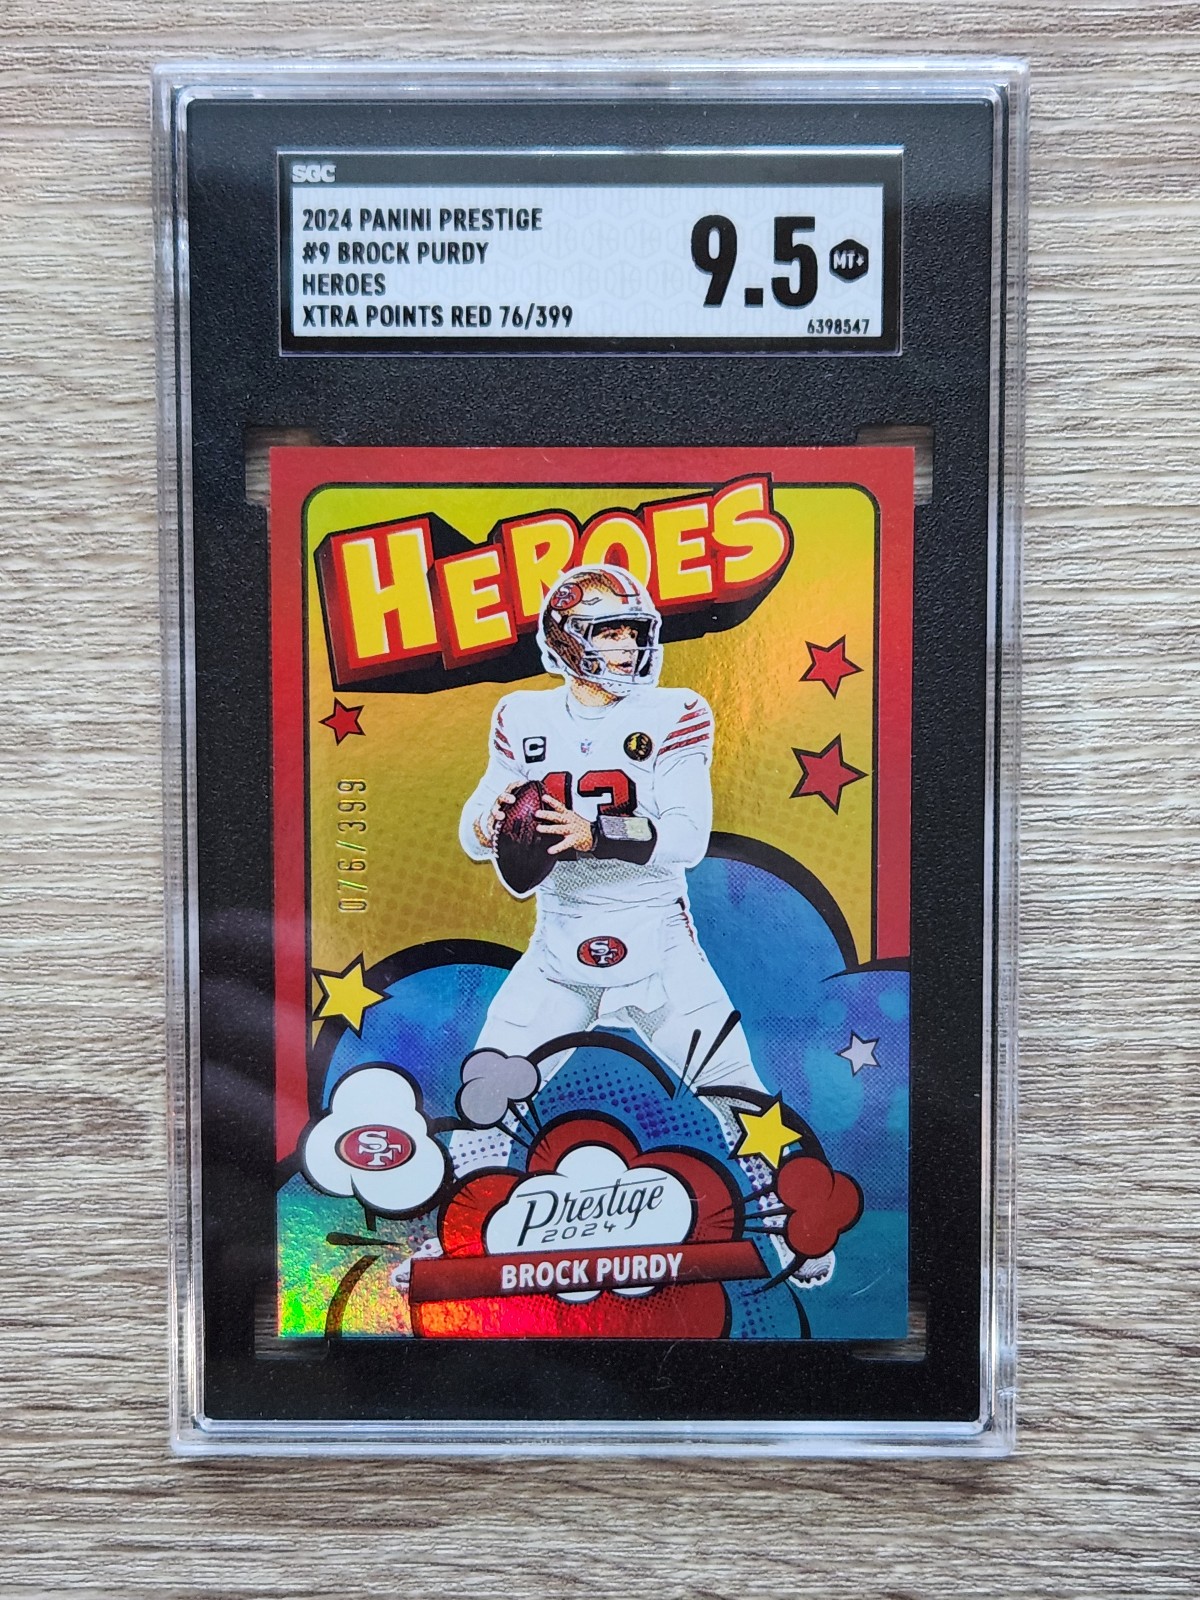 SGC
2024 PANINI PRESTIGE
#9 BROCK PURDY
HEROES
XTRA POINTS RED 76/399
9.5
MT+
6398547
HEROES
C
13
076/399
SF
SF
Prestige
2024
BROCK PURDY